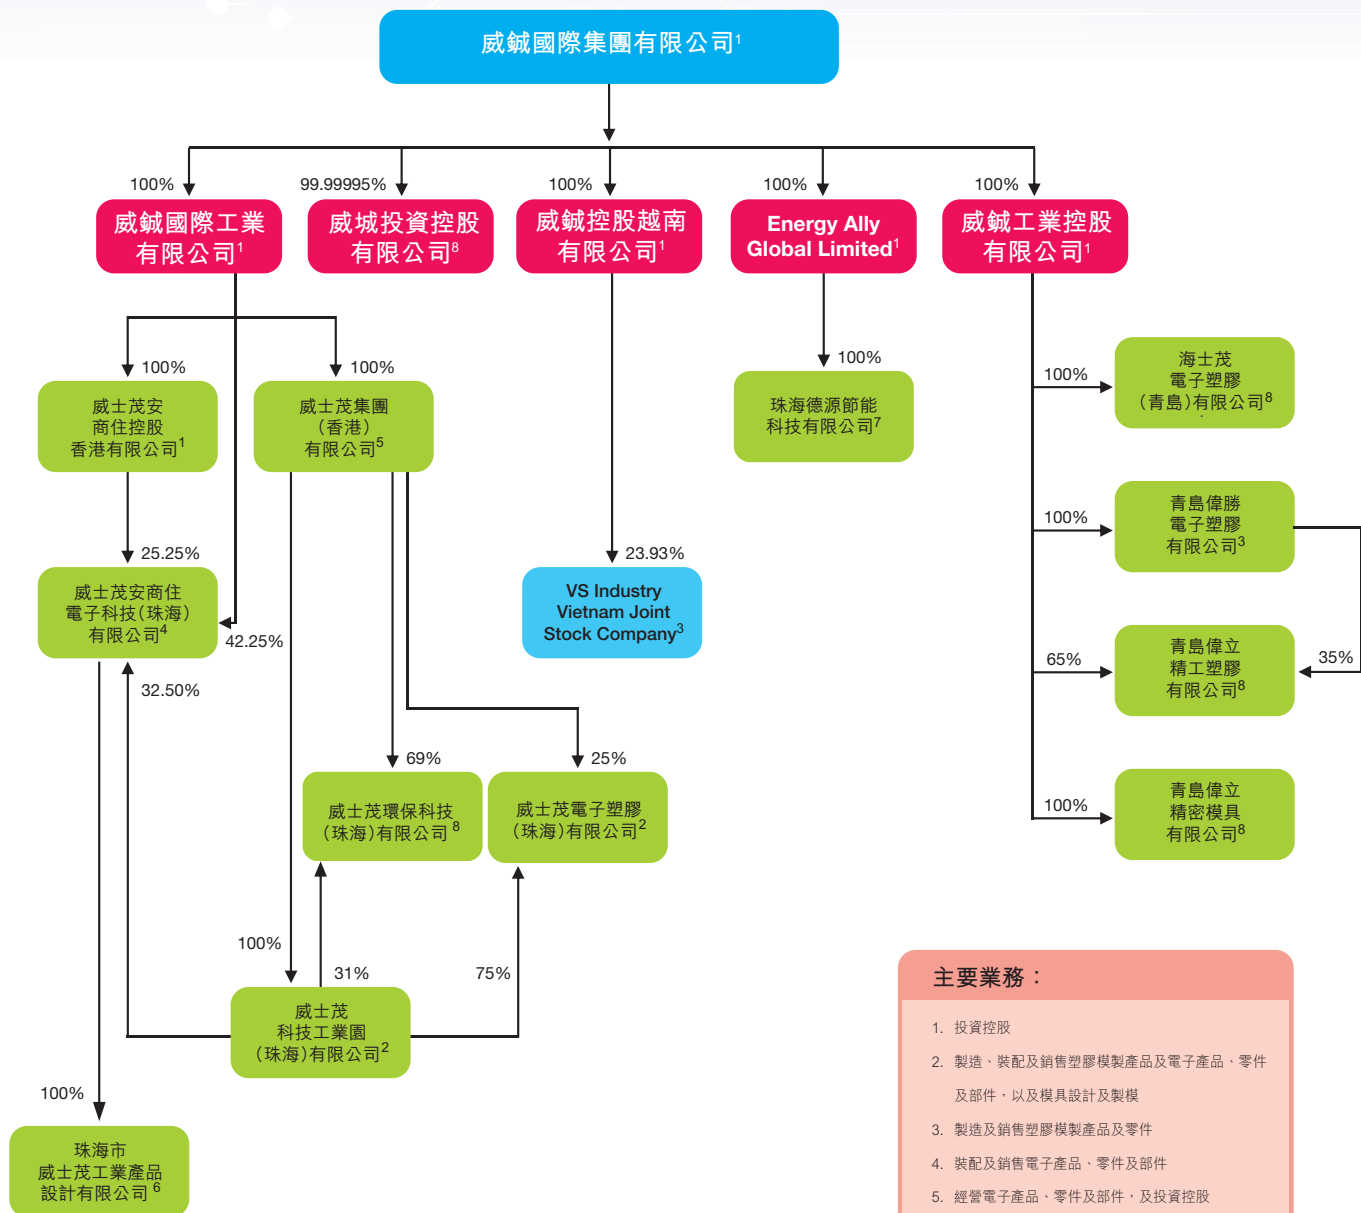 威鋮國際集團有限公司1
100%
99.99995%
100%
100%
100%
威鋮國際工業
有限公司1
威城投資控股
有限公司8
威鋮控股越南
有限公司1
Energy Ally
Global Limited1
威鋮工業控股
有限公司1
100%
100%
100%
100%
威士茂安
商住控股
香港有限公司1
威士茂集團
（香港）
有限公司5
珠海德源節能
科技有限公司7
海士茂
電子塑膠
（青島）有限公司8
100%
青島偉勝
電子塑膠
有限公司3
25.25%
23.93%
威士茂安商住
電子科技（珠海）
有限公司4
42.25%
VS Industry
Vietnam Joint
Stock Company3
65%
青島偉立
精工塑膠
有限公司8
35%
32.50%
69%
25%
威士茂環保科技
（珠海）有限公司8
威士茂電子塑膠
（珠海）有限公司2
100%
青島偉立
精密模具
有限公司8
100%
31%
75%
威士茂
科技工業園
（珠海）有限公司2
100%
珠海市
威士茂工業產品
設計有限公司6
主要業務：
1. 投資控股
2. 製造、裝配及銷售塑膠模製產品及電子產品、零件
及部件，以及模具設計及製模
3. 製造及銷售塑膠模製產品及零件
4. 裝配及銷售電子產品、零件及部件
5. 經營電子產品、零件及部件，及投資控股